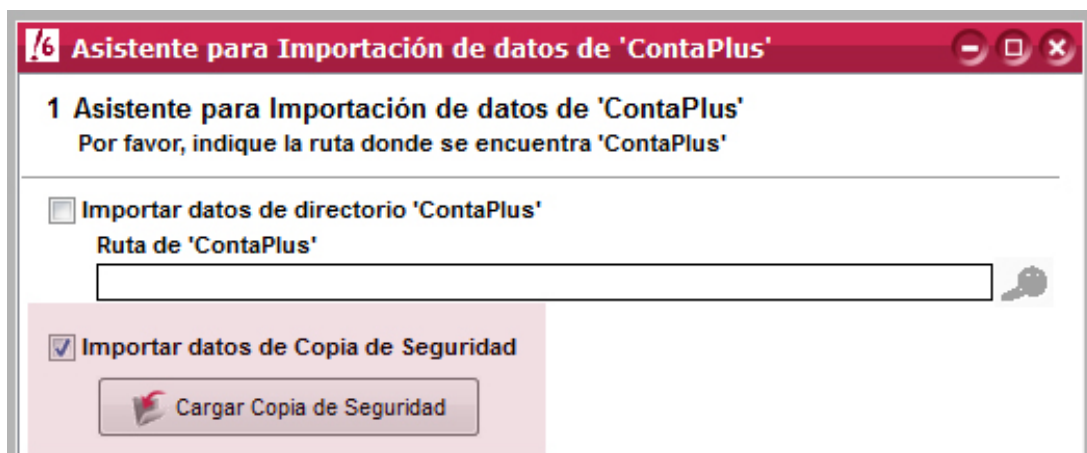 Asistente para Importación de datos de 'ContaPlus'
1 Asistente para Importación de datos de 'ContaPlus'
Por favor, indique la ruta donde se encuentra 'ContaPlus'
Importar datos de directorio 'ContaPlus'
Ruta de 'ContaPlus'
Importar datos de Copia de Seguridad
Cargar Copia de Seguridad